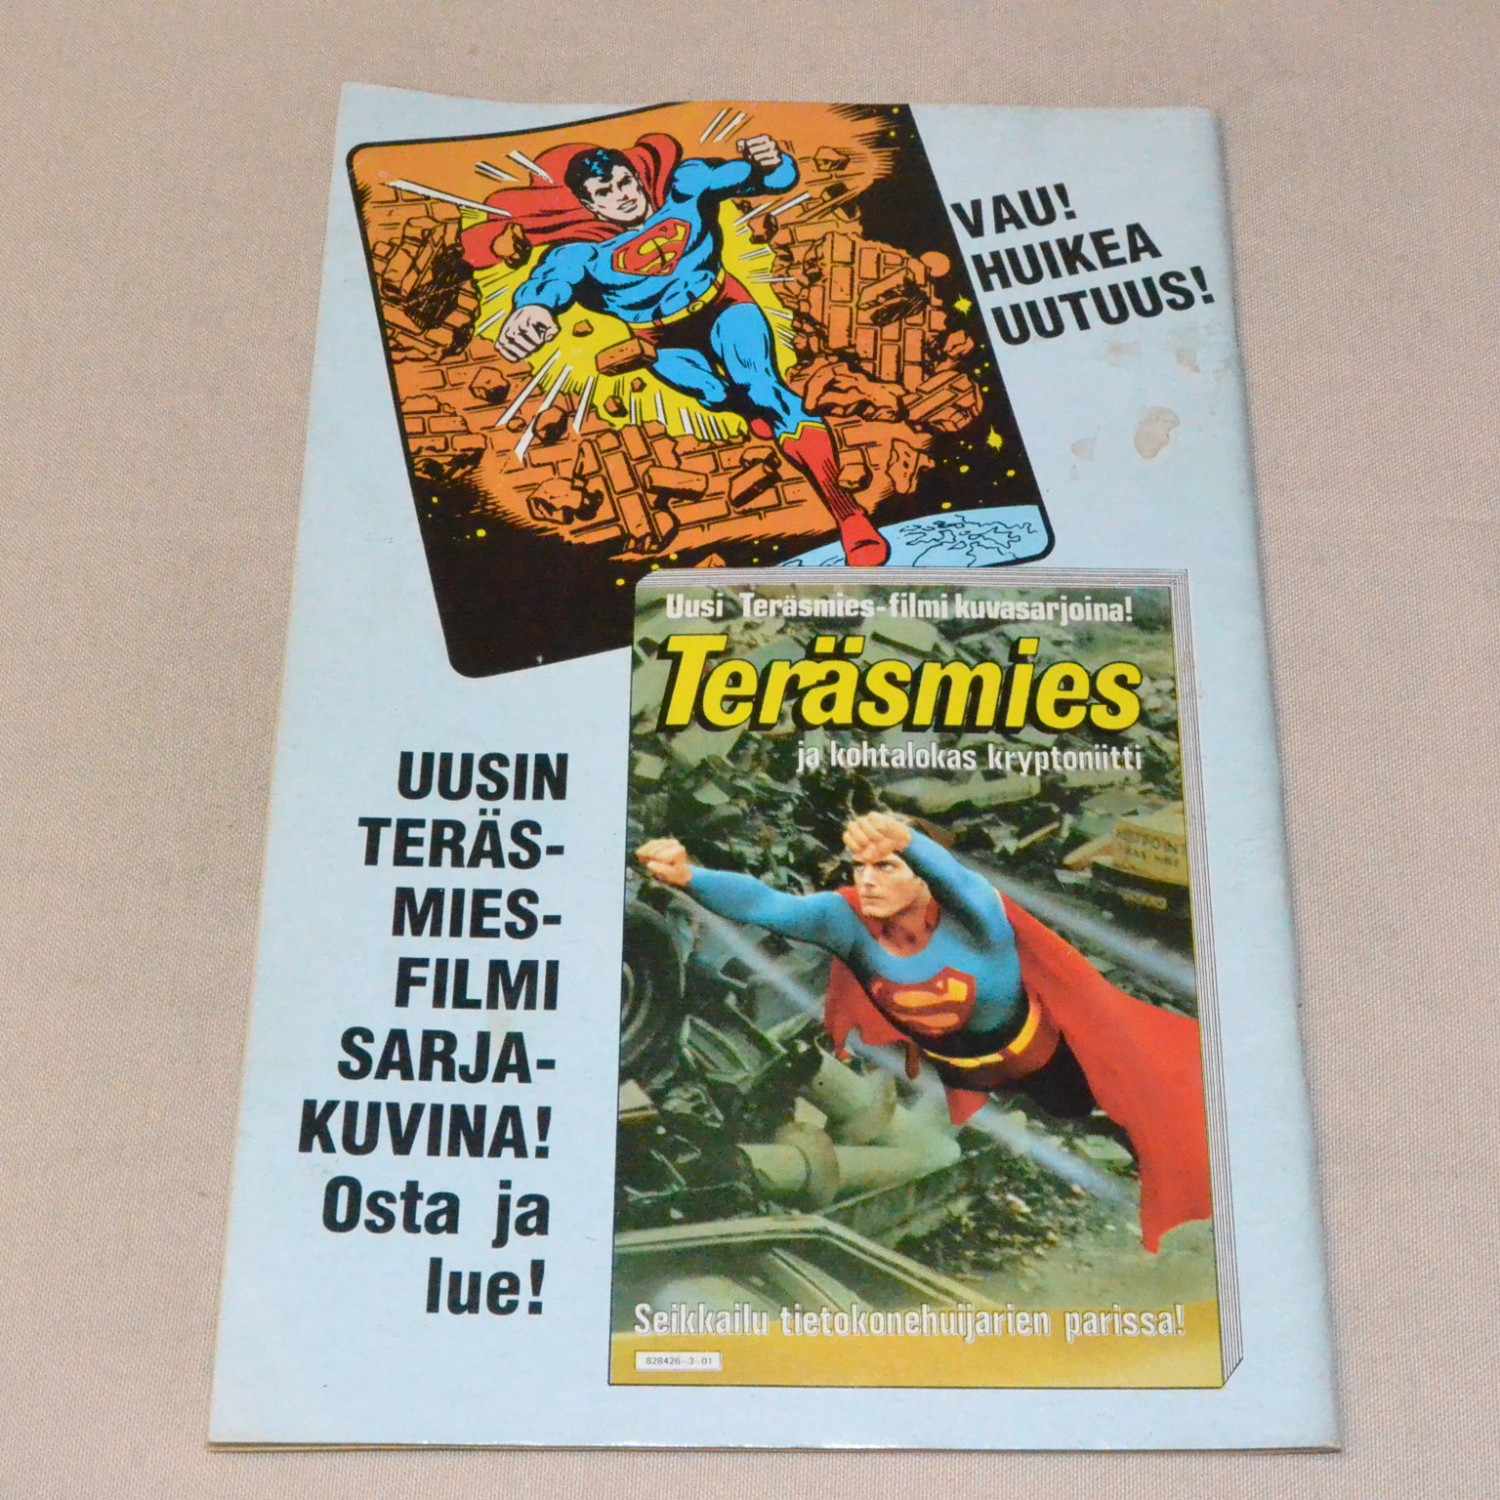 VAU!
HUIKEA
UUTUUS!
Uusi Teräsmies-filmi kuvasarjoina!
Teräsmies
ja kohtalokas kryptoniitti
UUSIN
TERÄS-
MIES-
FILMI
SARJA-
KUVINA!
Osta ja
lue!
Seikkailu tietokonehuijarien parissa!
828426-3-01